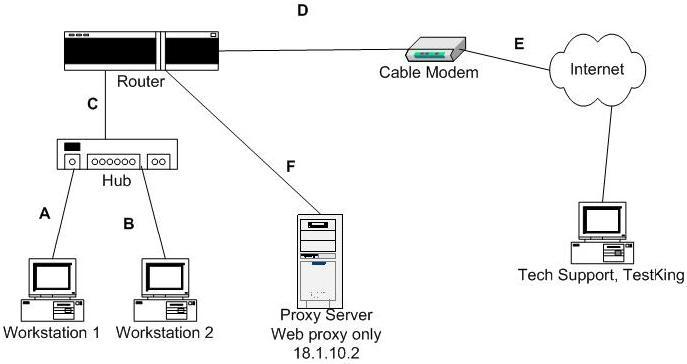 D
E
Internet
Cable Modem
Router
C
F
Hub
A
B
Tech Support, TestKing
Workstation 1
Workstation 2
Proxy Server
Web proxy only
18.1.10.2